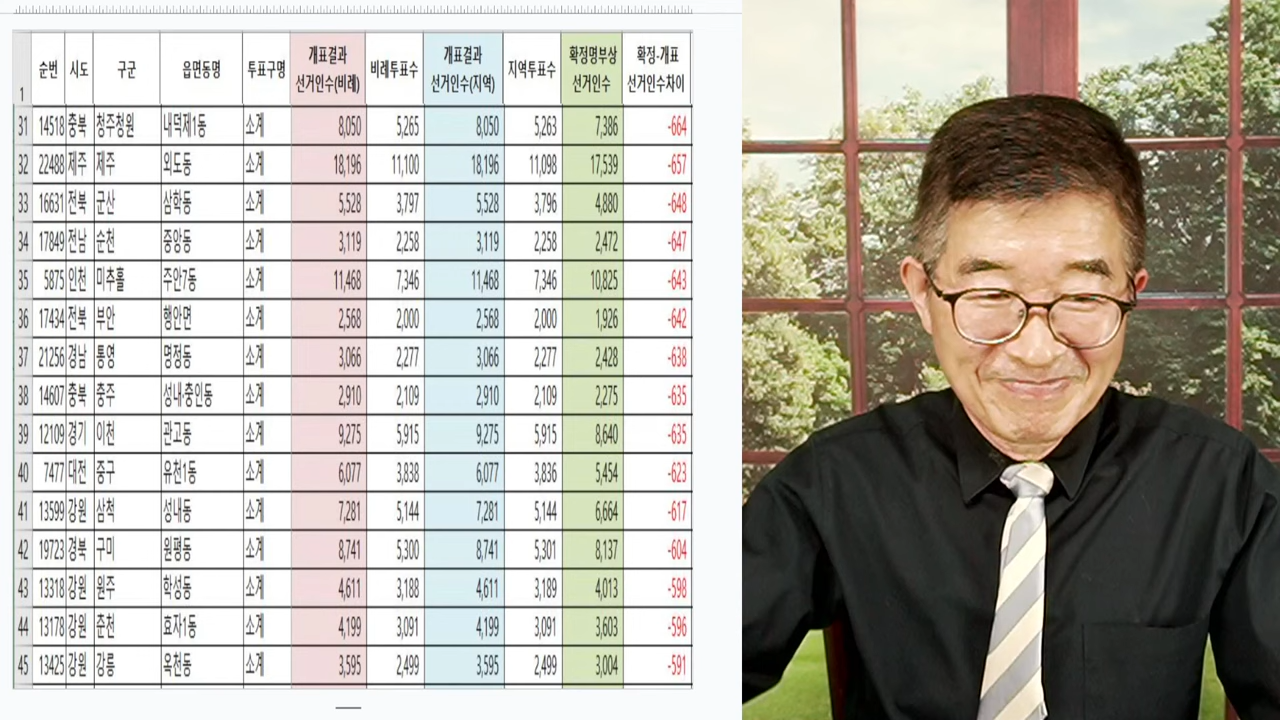 1 순번 시도 구군 읍면동명 투표구명 개표결과 선거인수(비례) 비례투표수 개표결과 선거인수(지역) 지역투표수 확정명부상 선거인수 확정-개표 선거인수차이
31 14518 충북 청주청원 내덕제1동 소계 8,050 5,265 8,050 5,263 7,386 -664
32 22488 제주 제주 외도동 소계 18,196 11,100 18,196 11,098 17,539 -657
33 16631 전북 군산 삼학동 소계 5,528 3,797 5,528 3,796 4,880 -648
34 17849 전남 순천 중앙동 소계 3,119 2,258 3,119 2,258 2,472 -647
35 5875 인천 미추홀 주안7동 소계 11,468 7,346 11,468 7,346 10,825 -643
36 17434 전북 부안 행안면 소계 2,568 2,000 2,568 2,000 1,926 -642
37 21256 경남 통영 명정동 소계 3,066 2,277 3,066 2,277 2,428 -638
38 14607 충북 충주 성내·충인동 소계 2,910 2,109 2,910 2,109 2,275 -635
39 12109 경기 이천 관고동 소계 9,275 5,915 9,275 5,915 8,640 -635
40 7477 대전 중구 유천1동 소계 6,077 3,838 6,077 3,836 5,454 -623
41 13599 강원 삼척 성내동 소계 7,281 5,144 7,281 5,144 6,664 -617
42 19723 경북 구미 원평동 소계 8,741 5,300 8,741 5,301 8,137 -604
43 13318 강원 원주 학성동 소계 4,611 3,188 4,611 3,189 4,013 -598
44 13178 강원 춘천 효자1동 소계 4,199 3,091 4,199 3,091 3,603 -596
45 13425 강원 강릉 옥천동 소계 3,595 2,499 3,595 2,499 3,004 -591